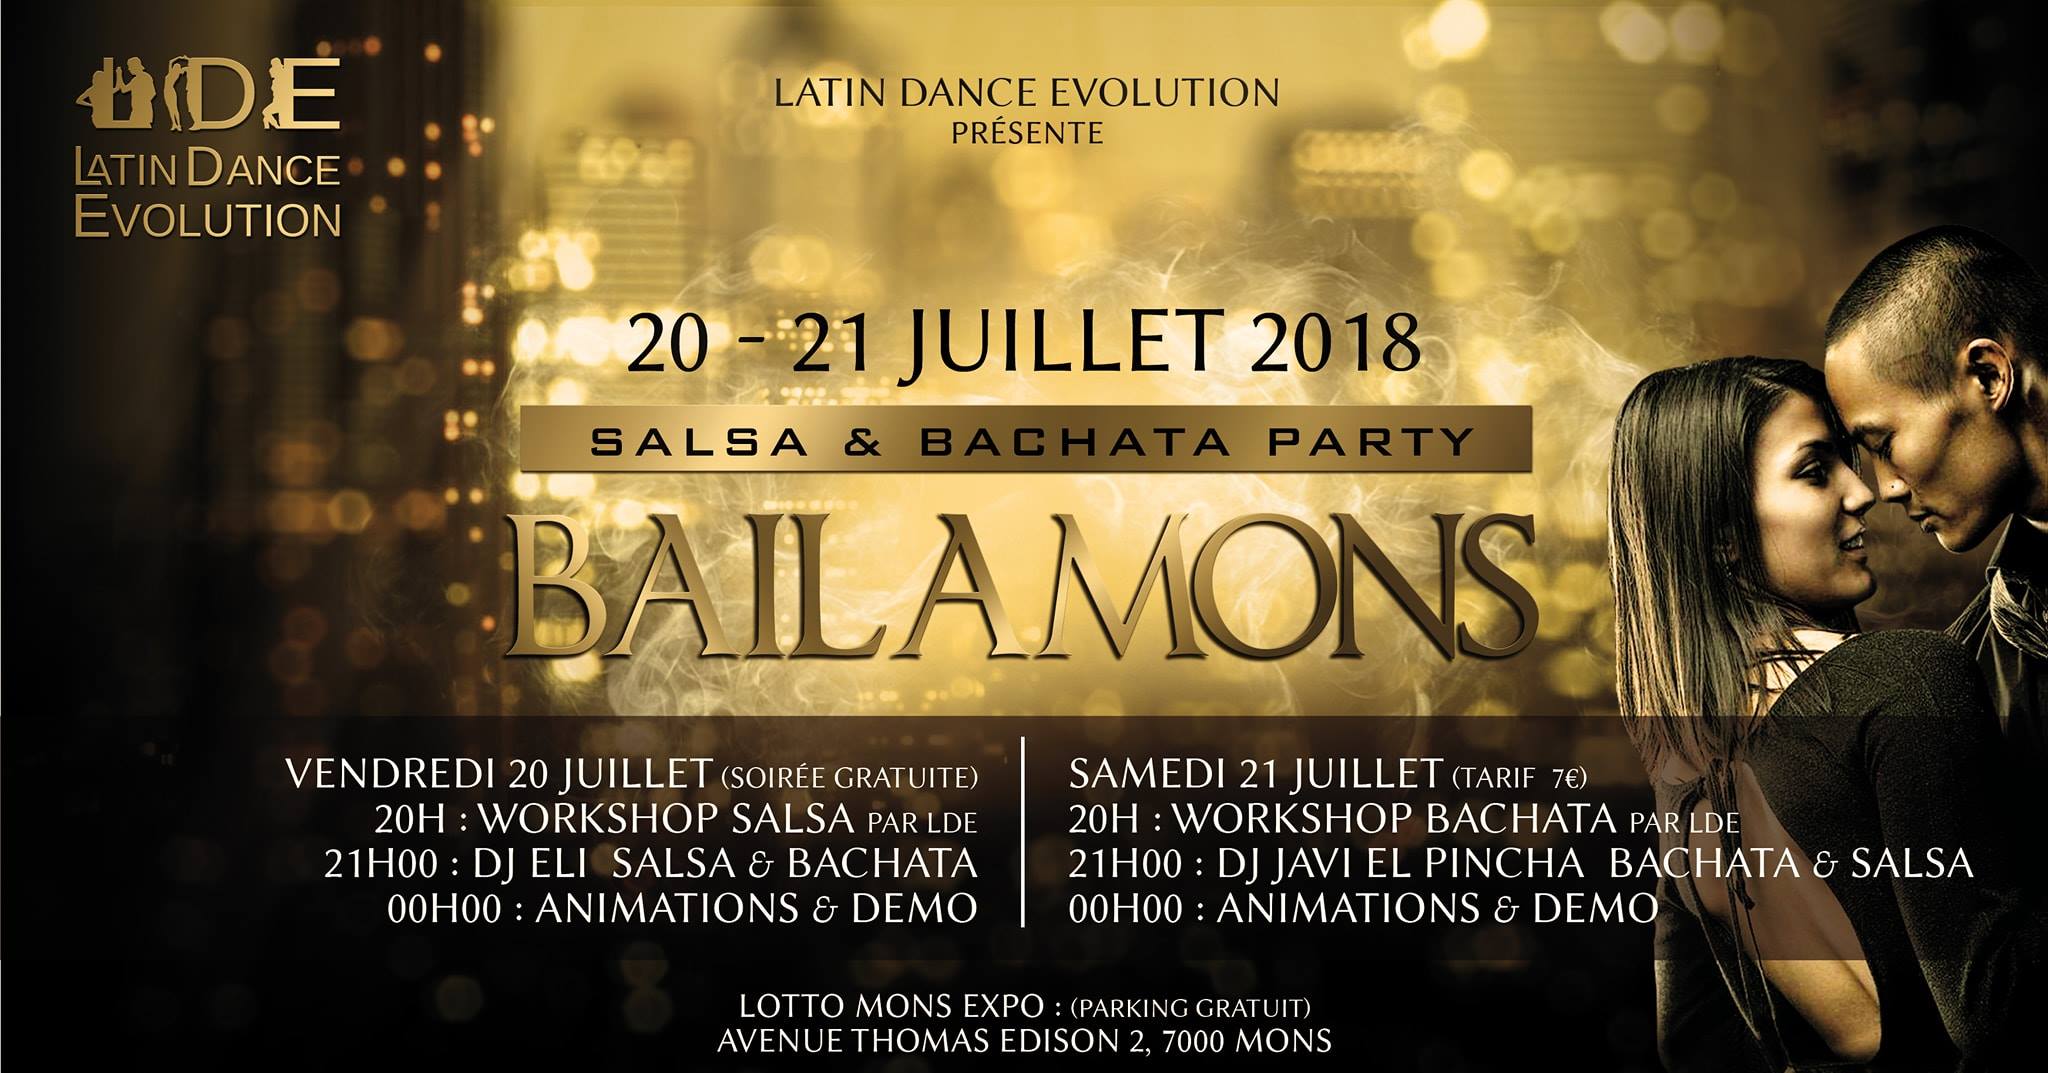 LDE
LATIN DANCE
EVOLUTION
LATIN DANCE EVOLUTION
PRÉSENTE
20 - 21 JUILLET 2018
SALSA & BACHATA PARTY
BAILAMONS
VENDREDI 20 JUILLET (SOIRÉE GRATUITE)
20H : WORKSHOP SALSA PAR LDE
21H00 : DJ ELI SALSA & BACHATA
00H00 : ANIMATIONS & DEMO
SAMEDI 21 JUILLET (TARIF 7€)
20H : WORKSHOP BACHATA PAR LDE
21H00 : DJ JAVI EL PINCHA BACHATA & SALSA
00H00 : ANIMATIONS & DEMO
LOTTO MONS EXPO : (PARKING GRATUIT)
AVENUE THOMAS EDISON 2, 7000 MONS